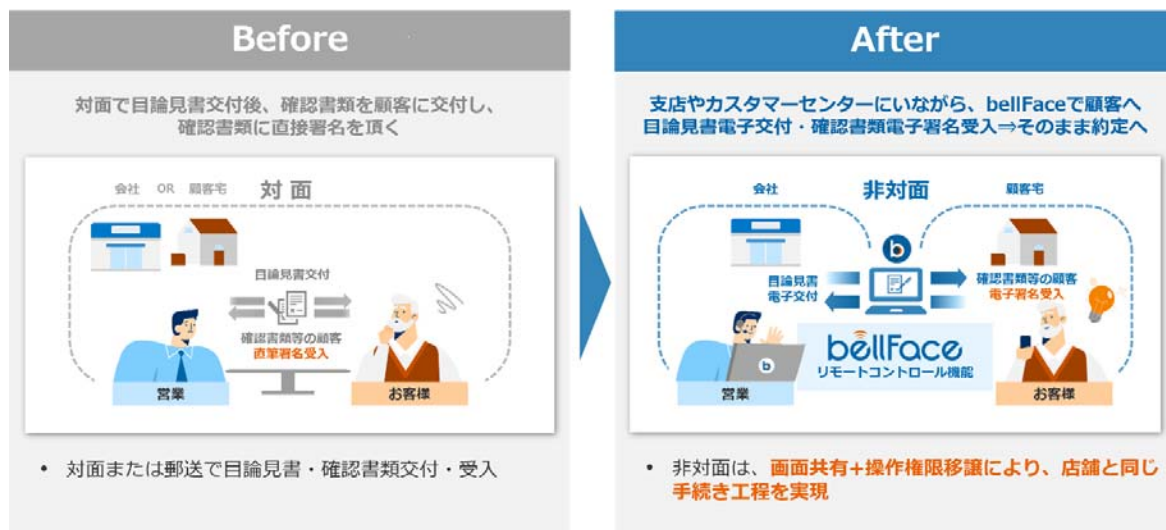 Before
対面で目論見書交付後、確認書類を顧客に交付し、
確認書類に直接署名を頂く
会社 OR 顧客宅 対面
目論見書交付
確認書類等の顧客
直筆署名受入
営業
お客様
• 対面または郵送で目論見書・確認書類交付・受入
After
支店やカスタマーセンターにいながら、bellFaceで顧客へ
目論見書電子交付・確認書類電子署名受入⇒そのまま約定へ
会社 非対面 顧客宅
b
目論見書
電子交付
確認書類等の顧客
電子署名受入
b
bellFace
リモートコントロール機能
営業
お客様
• 非対面は、画面共有+操作権限移譲により、店舗と同じ
手続き工程を実現